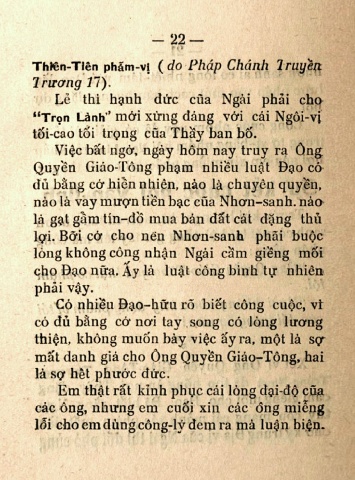 — 22 —
Thiên-Tiên phẩm-vị ( do Pháp Chánh Truyền
Trương 17).
Lẽ thì hạnh đức của Ngài phải cho
“Trọn Lành” mới xứng đáng với cái Ngôi-vị
tối-cao tối trọng của Thầy ban bố.
Việc bất ngờ, ngày hôm nay truy ra Ông
Quyền Giáo-Tông phạm nhiều luật Đạo có
đủ bằng cớ hiển nhiên, nào là chuyên quyền,
nào là vay mượn tiền bạc của Nhơn-sanh. nào
là gạt gẫm tín-đồ mua bán đất cát đặng thủ
lợi. Bởi cớ cho nên Nhơn-sanh phải buộc
lòng không công nhận Ngài cầm giềng mối
cho Đạo nữa. Ấy là luật công bình tự nhiên
phải vậy.
Có nhiều Đạo-hữu rõ biết công cuộc, vì
có đủ bằng cớ nơi tay song có lòng lương
thiện, không muốn bày việc ấy ra, một là sợ
mất danh giá cho Ông Quyền Giáo-Tông, hai
là sợ hết phước đức.
Em thật rất kỉnh phục cái lòng đại-độ của
các ông, nhưng em cuối xin các ông miễng
lỗi cho em dùng công-lý đem ra mà luận biện.